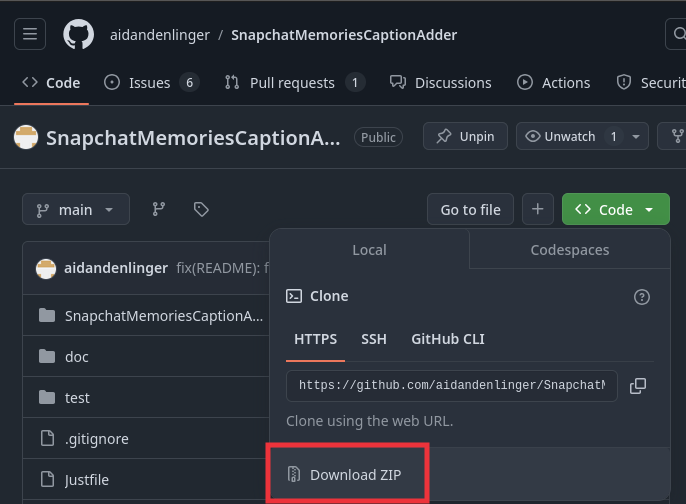 aidandenlinger / SnapchatMemoriesCaptionAdder
Code Issues 6 Pull requests 1 Discussions Actions Securit
SnapchatMemoriesCaptionA... Public Unpin Unwatch 1
main Go to file + Code
Local Codespaces
aidandenlinger fix(README): f
Clone
SnapchatMemoriesCaptionA...
HTTPS SSH GitHub CLI
doc
https://github.com/aidandenlinger/Snapchat
test
Clone using the web URL.
.gitignore
Download ZIP
Justfile